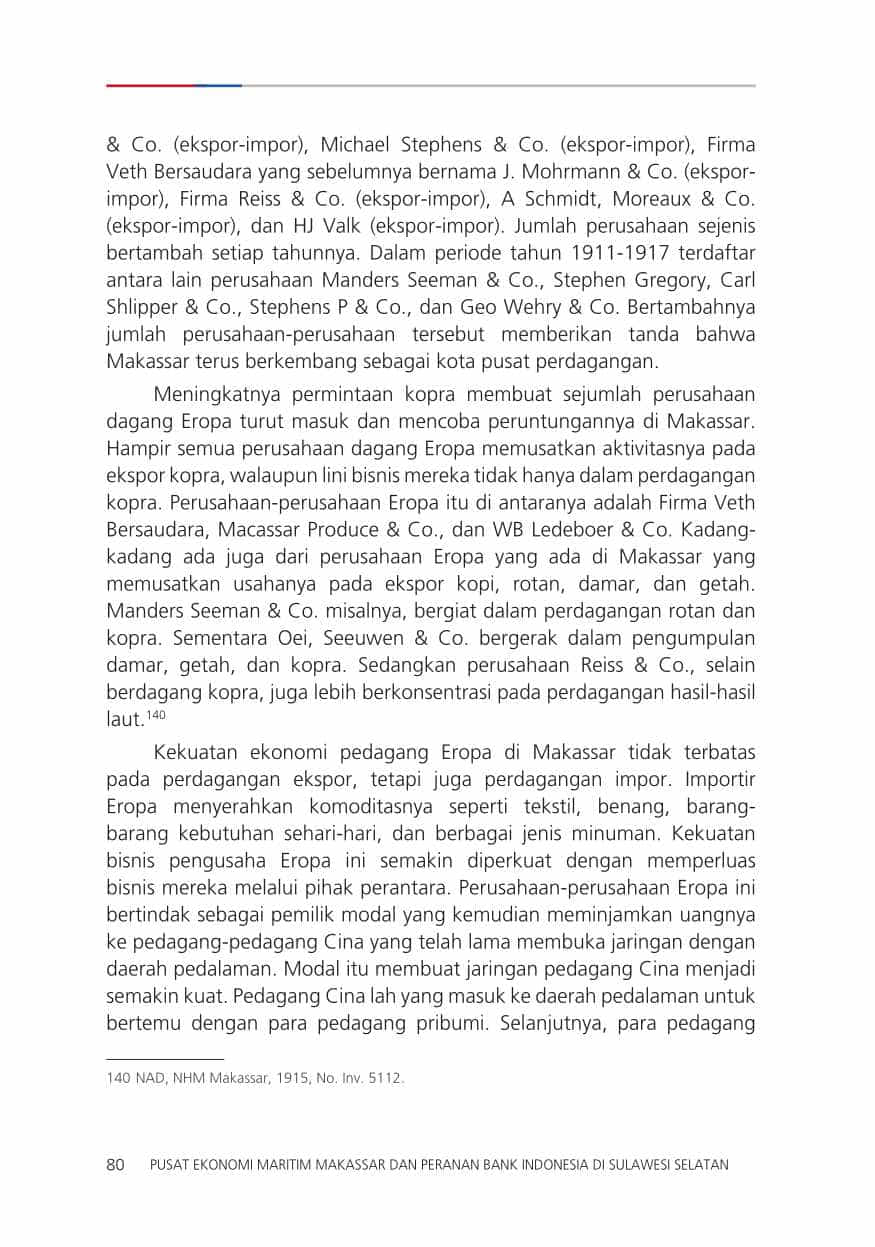 & Co. (ekspor-impor), Michael Stephens & Co. (ekspor-impor), Firma
Veth Bersaudara yang sebelumnya bernama J. Mohrmann & Co. (ekspor-
impor), Firma Reiss & Co. (ekspor-impor), A Schmidt, Moreaux & Co.
(ekspor-impor), dan HJ Valk (ekspor-impor). Jumlah perusahaan sejenis
bertambah setiap tahunnya. Dalam periode tahun 1911-1917 terdaftar
antara lain perusahaan Manders Seeman & Co., Stephen Gregory, Carl
Shlipper & Co., Stephens P & Co., dan Geo Wehry & Co. Bertambahnya
jumlah perusahaan-perusahaan tersebut memberikan tanda bahwa
Makassar terus berkembang sebagai kota pusat perdagangan.
Meningkatnya permintaan kopra membuat sejumlah perusahaan
dagang Eropa turut masuk dan mencoba peruntungannya di Makassar.
Hampir semua perusahaan dagang Eropa memusatkan aktivitasnya pada
ekspor kopra, walaupun lini bisnis mereka tidak hanya dalam perdagangan
kopra. Perusahaan-perusahaan Eropa itu di antaranya adalah Firma Veth
Bersaudara, Macassar Produce & Co., dan WB Ledeboer & Co. Kadang-
kadang ada juga dari perusahaan Eropa yang ada di Makassar yang
memusatkan usahanya pada ekspor kopi, rotan, damar, dan getah.
Manders Seeman & Co. misalnya, bergiat dalam perdagangan rotan dan
kopra. Sementara Oei, Seeuwen & Co. bergerak dalam pengumpulan
damar, getah, dan kopra. Sedangkan perusahaan Reiss & Co., selain
berdagang kopra, juga lebih berkonsentrasi pada perdagangan hasil-hasil
laut.140
Kekuatan ekonomi pedagang Eropa di Makassar tidak terbatas
pada perdagangan ekspor, tetapi juga perdagangan impor. Importir
Eropa menyerahkan komoditasnya seperti tekstil, benang, barang-
barang kebutuhan sehari-hari, dan berbagai jenis minuman. Kekuatan
bisnis pengusaha Eropa ini semakin diperkuat dengan memperluas
bisnis mereka melalui pihak perantara. Perusahaan-perusahaan Eropa ini
bertindak sebagai pemilik modal yang kemudian meminjamkan uangnya
ke pedagang-pedagang Cina yang telah lama membuka jaringan dengan
daerah pedalaman. Modal itu membuat jaringan pedagang Cina menjadi
semakin kuat. Pedagang Cina lah yang masuk ke daerah pedalaman untuk
bertemu dengan para pedagang pribumi. Selanjutnya, para pedagang
140 NAD, NHM Makassar, 1915, No. Inv. 5112.
80 PUSAT EKONOMI MARITIM MAKASSAR DAN PERANAN BANK INDONESIA DI SULAWESI SELATAN